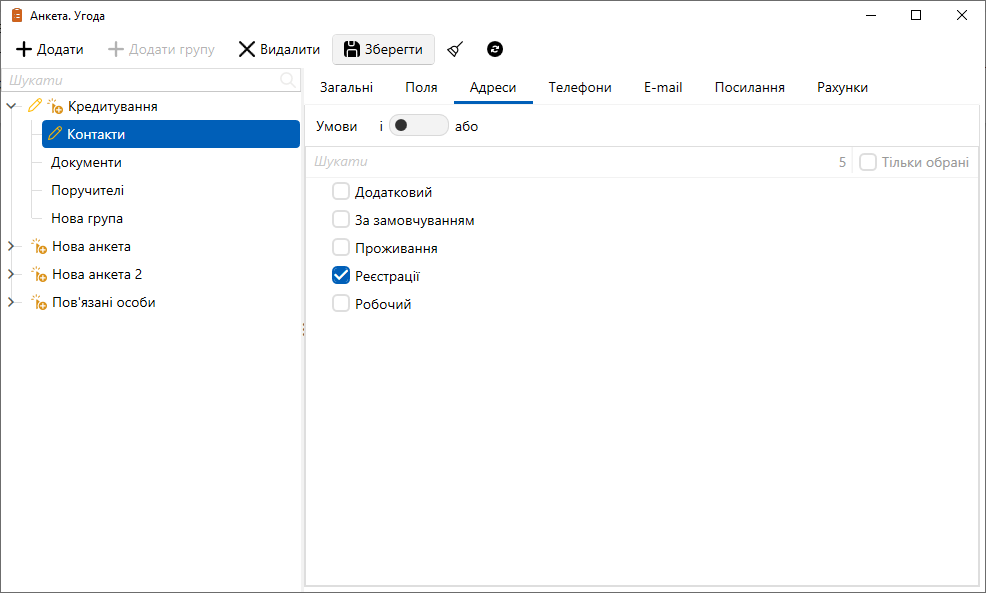 Анкета. Угода
Додати Додати групу Видалити Зберегти
Шукати
Кредитування
Контакти
Документи
Поручителі
Нова група
Нова анкета
Нова анкета 2
Пов'язані особи
Загальні Поля Адреси Телефони E-mail Посилання Рахунки
Умови і або
Шукати 5 Тільки обрані
Додатковий
За замовчуванням
Проживання
Реєстрації
Робочий